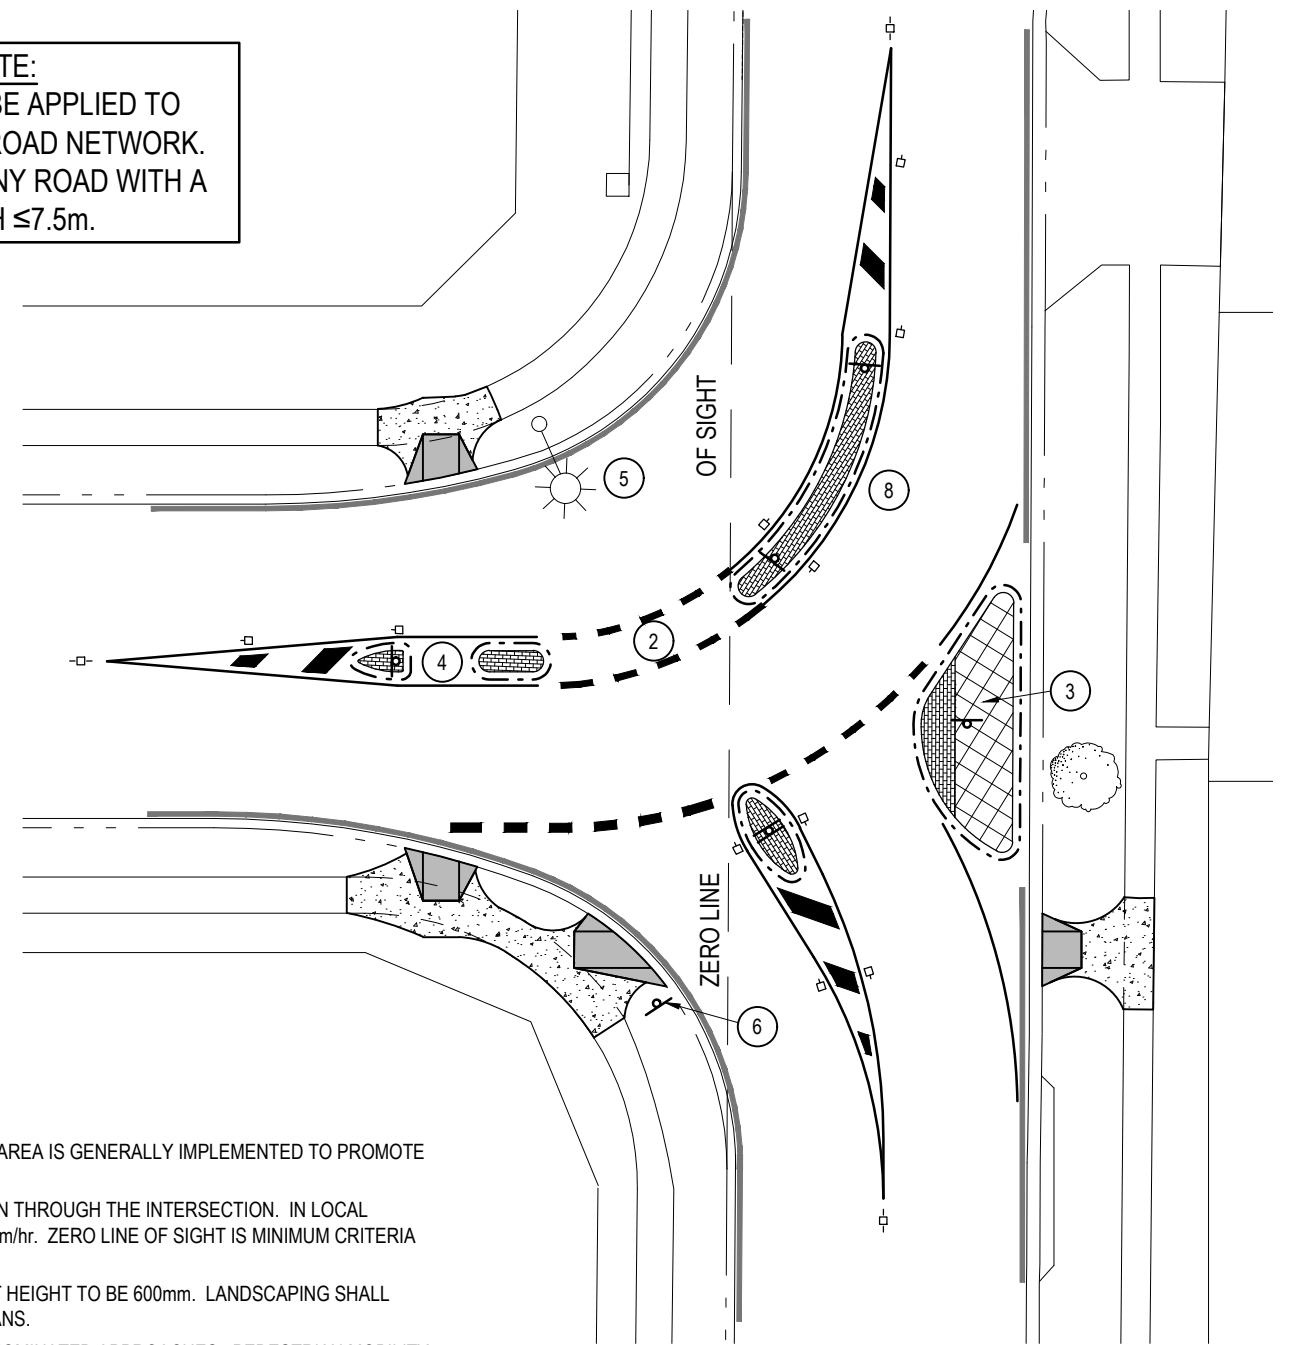 TE:
BE APPLIED TO
ROAD NETWORK.
NY ROAD WITH A
H ≤7.5m.
OF SIGHT
5
8
2
4
3
ZERO LINE
6
AREA IS GENERALLY IMPLEMENTED TO PROMOTE
N THROUGH THE INTERSECTION. IN LOCAL
m/hr. ZERO LINE OF SIGHT IS MINIMUM CRITERIA
T HEIGHT TO BE 600mm. LANDSCAPING SHALL
ANS.